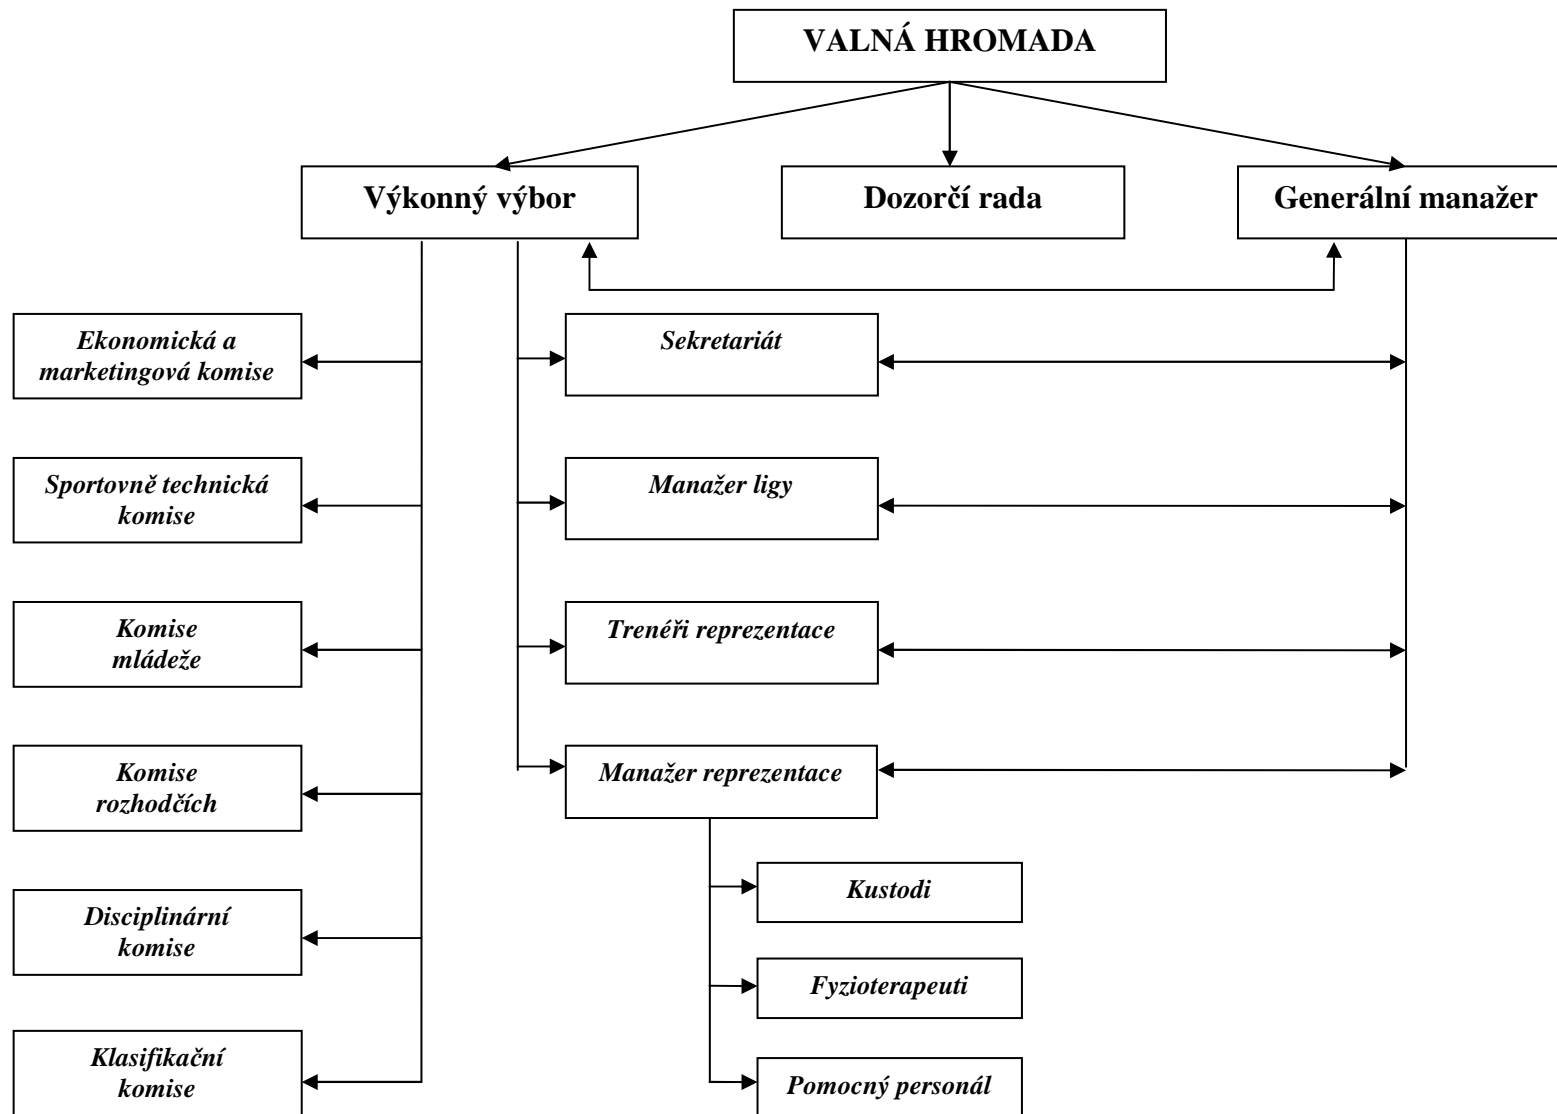 VALNÁ HROMADA
Výkonný výbor
Dozorčí rada
Generální manažer
Ekonomická a
marketingová komise
Sekretariát
Sportovně technická
komise
Manažer ligy
Komise
mládeže
Trenéři reprezentace
Komise
rozhodčích
Manažer reprezentace
Kustodi
Disciplinární
komise
Fyzioterapeuti
Klasifikační
komise
Pomocný personál